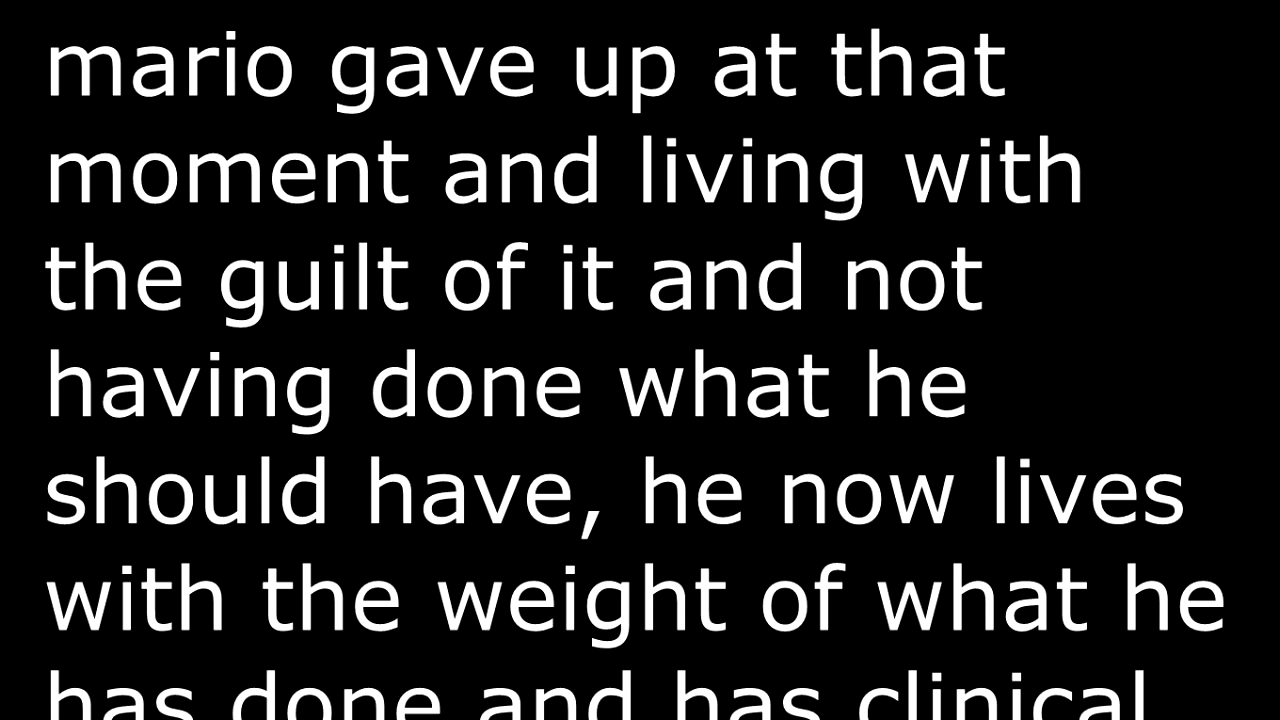 mario gave up at that
moment and living with
the guilt of it and not
having done what he
should have, he now lives
with the weight of what he
has done and has clinical